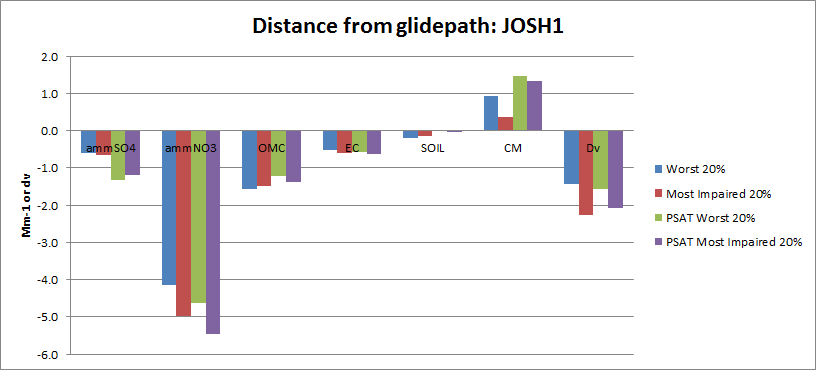 Distance from glidepath: JOSH1
2.0
1.0
0.0
-1.0
-2.0
-3.0
-4.0
-5.0
-6.0
Mm-1 or dv
ammSO4 ammNO3 OMC EC SOIL CM Dv
Worst 20%
Most Impaired 20%
PSAT Worst 20%
PSAT Most Impaired 20%